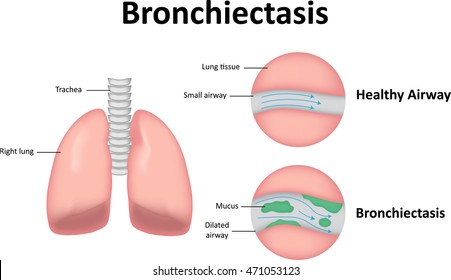 Bronchiectasis
Trachea
Right lung
Lung tissue
Small airway
Healthy Airway
Mucus
Dilated
airway
Bronchiectasis
shutterstock.com • 471053123